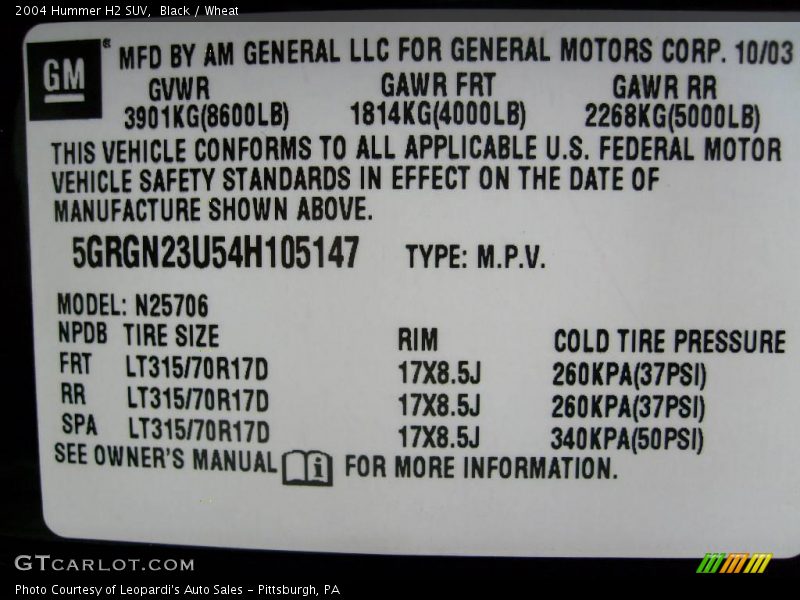 2004 Hummer H2 SUV, Black / Wheat
GM® MFD BY AM GENERAL LLC FOR GENERAL MOTORS CORP. 10/03
GVWR GAWR FRT GAWR RR
3901KG(8600LB) 1814KG(4000LB) 2268KG(5000LB)
THIS VEHICLE CONFORMS TO ALL APPLICABLE U.S. FEDERAL MOTOR
VEHICLE SAFETY STANDARDS IN EFFECT ON THE DATE OF
MANUFACTURE SHOWN ABOVE.
5GRGN23U54H105147 TYPE: M.P.V.
MODEL: N25706
NPDB TIRE SIZE RIM COLD TIRE PRESSURE
FRT LT315/70R17D 17X8.5J 260KPA(37PSI)
RR LT315/70R17D 17X8.5J 260KPA(37PSI)
SPA LT315/70R17D 17X8.5J 340KPA(50PSI)
SEE OWNER'S MANUAL i FOR MORE INFORMATION.
GTCARLOT.COM
Photo Courtesy of Leopardi's Auto Sales - Pittsburgh, PA